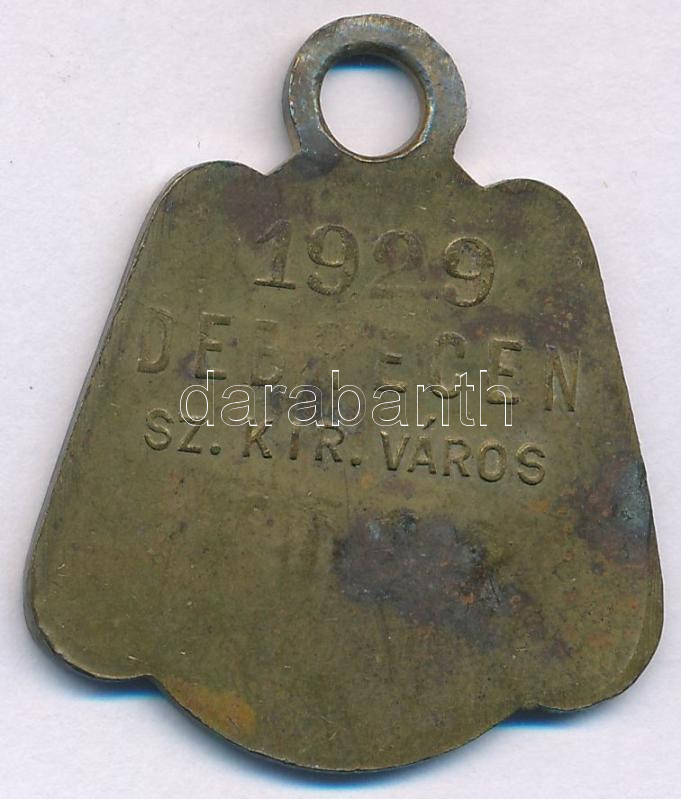 1929
DEBRECEN
darabanth
SZ. KIR. VÁROS